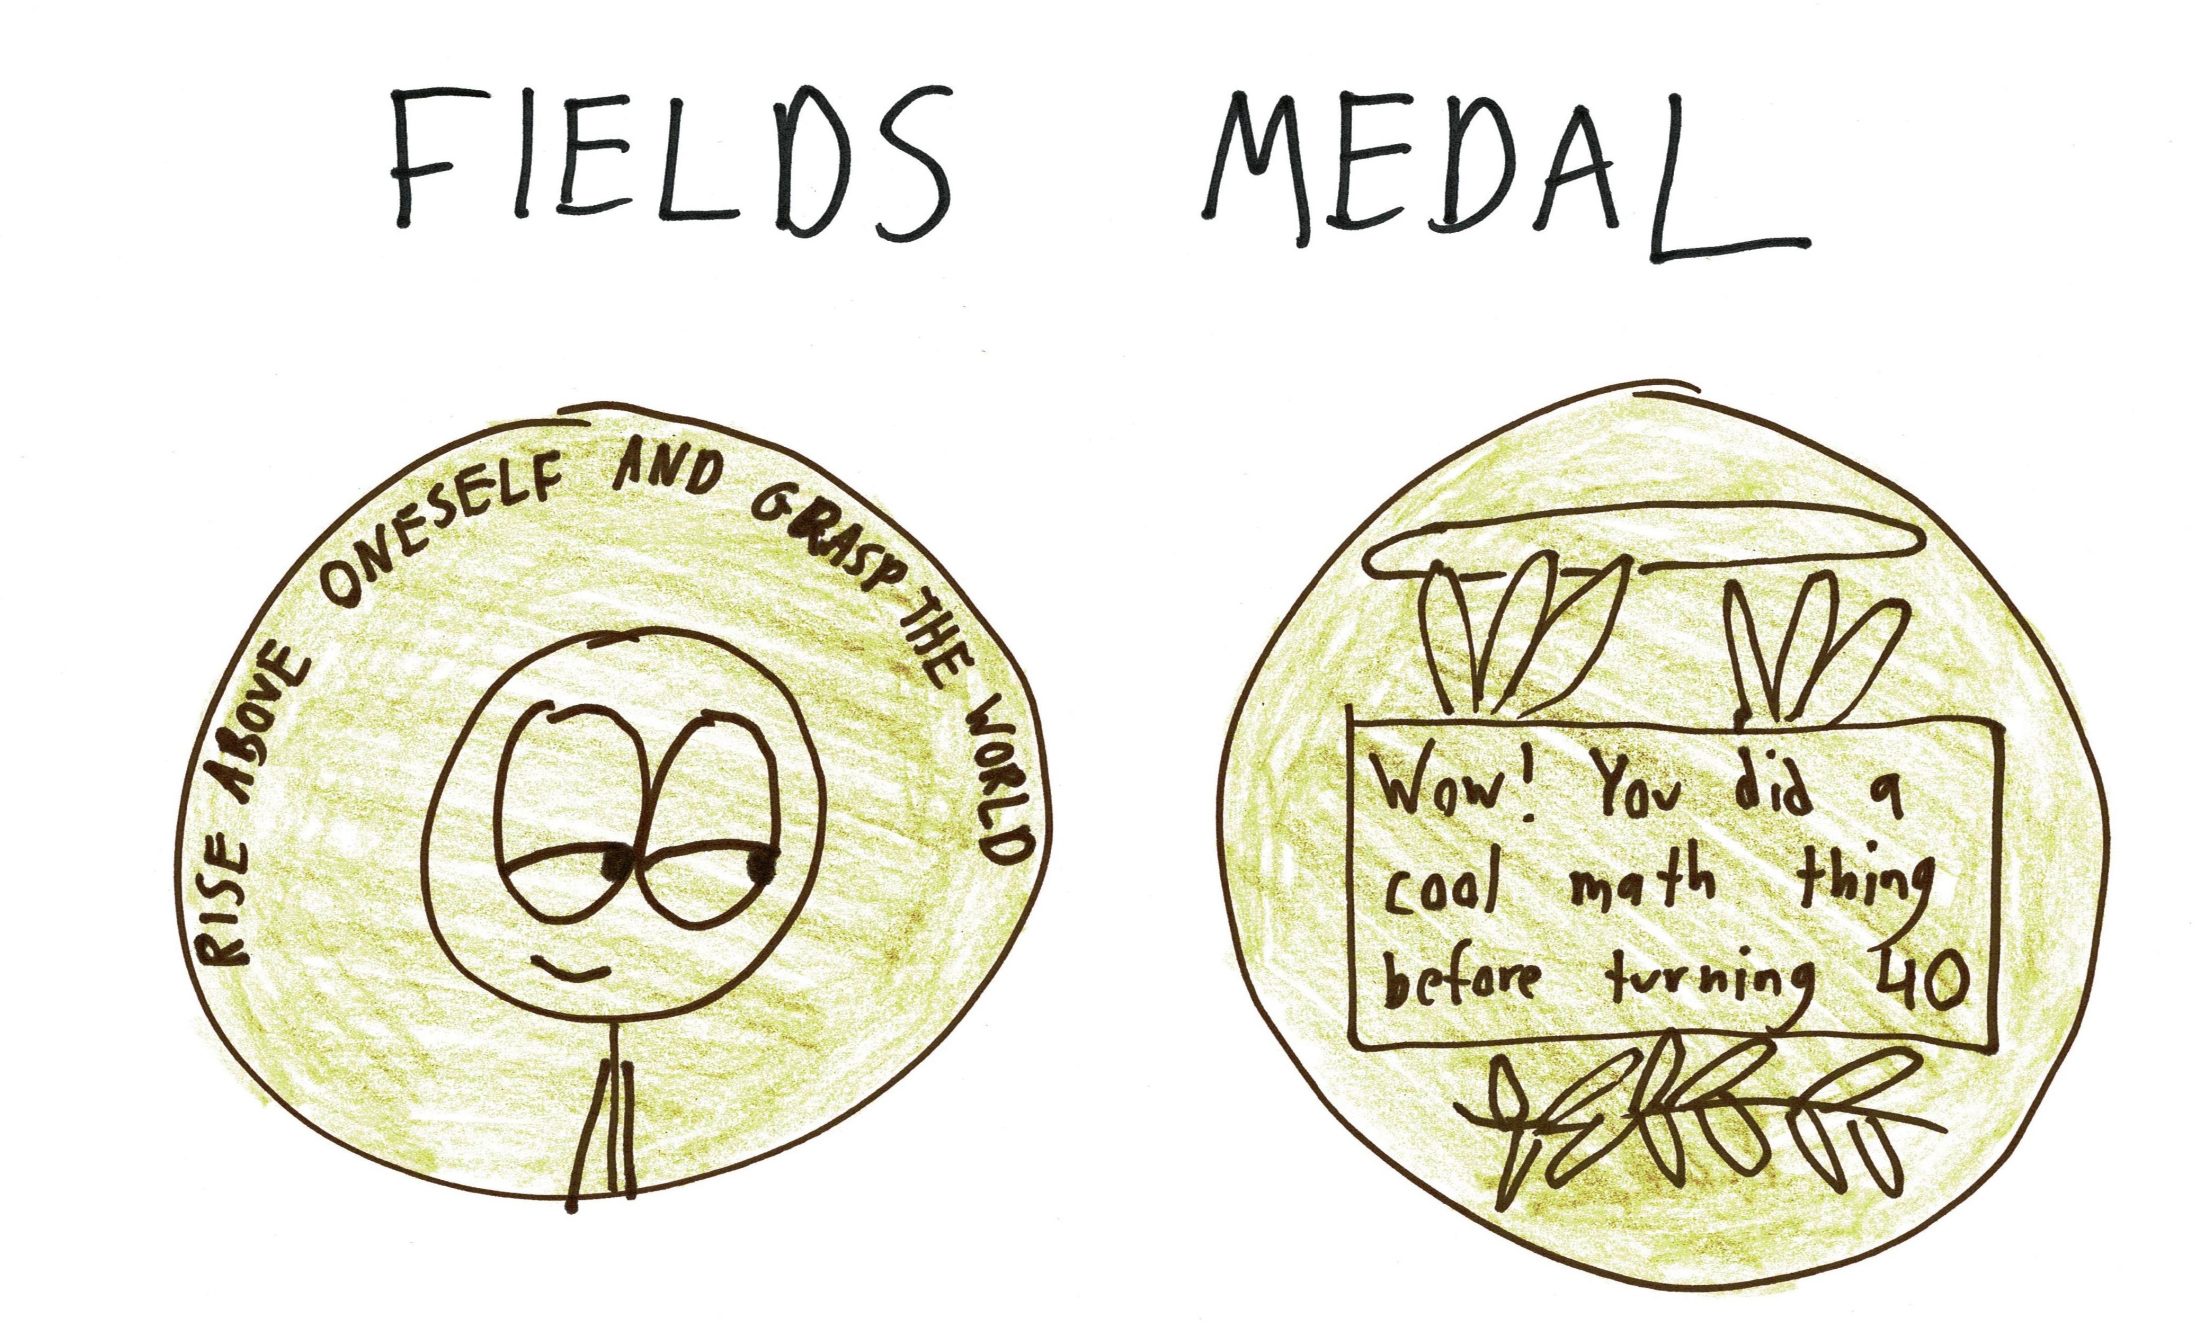 FIELDS MEDAL
RISE ABOVE ONESELF AND GRASP THE WORLD
Wow! You did a
cool math thing
before turning 40